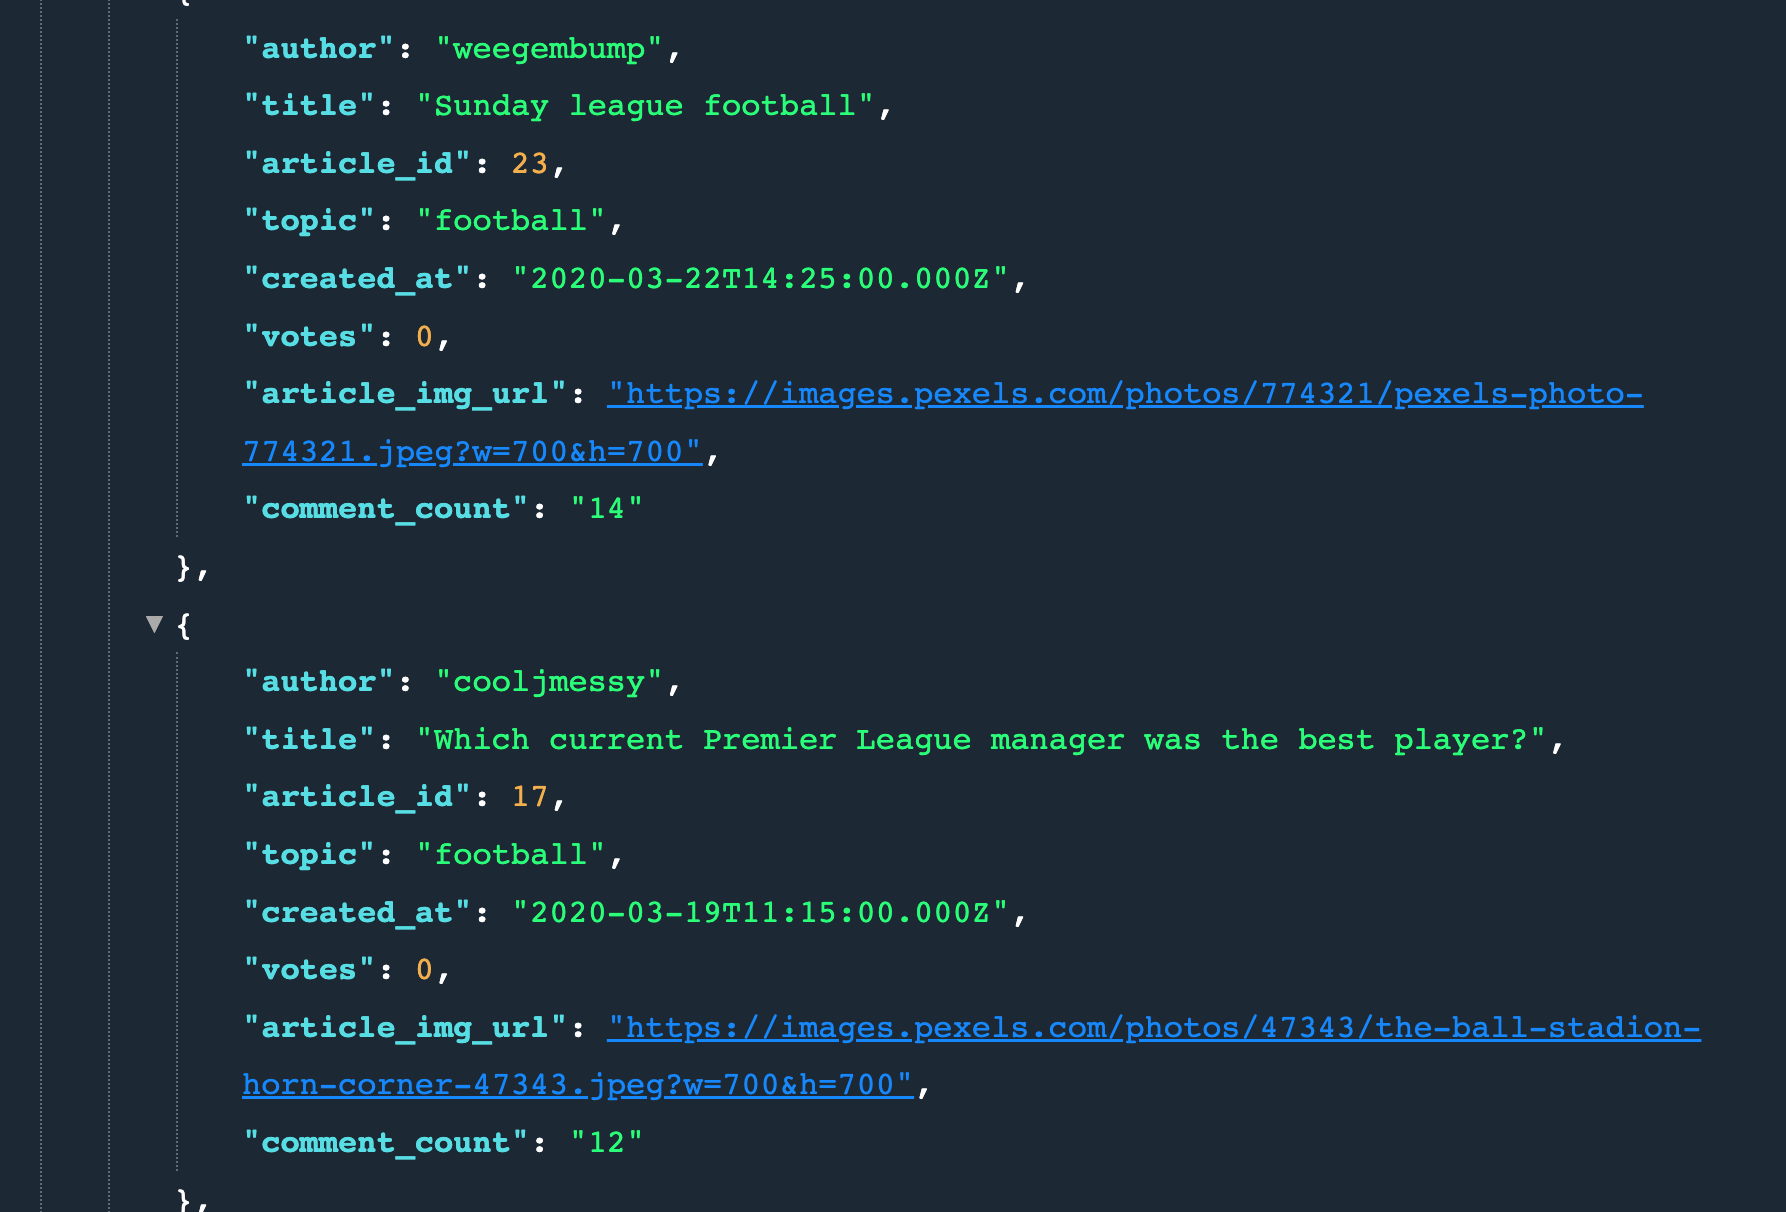 {
"author": "weegembump",
"title": "Sunday league football",
"article_id": 23,
"topic": "football",
"created_at": "2020-03-22T14:25:00.000Z",
"votes": 0,
"article_img_url": "https://images.pexels.com/photos/774321/pexels-photo-
774321.jpeg?w=700&h=700",
"comment_count": "14"
},
{
"author": "cooljmessy",
"title": "Which current Premier League manager was the best player?",
"article_id": 17,
"topic": "football",
"created_at": "2020-03-19T11:15:00.000Z",
"votes": 0,
"article_img_url": "https://images.pexels.com/photos/47343/the-ball-stadion-
horn-corner-47343.jpeg?w=700&h=700",
"comment_count": "12"
},